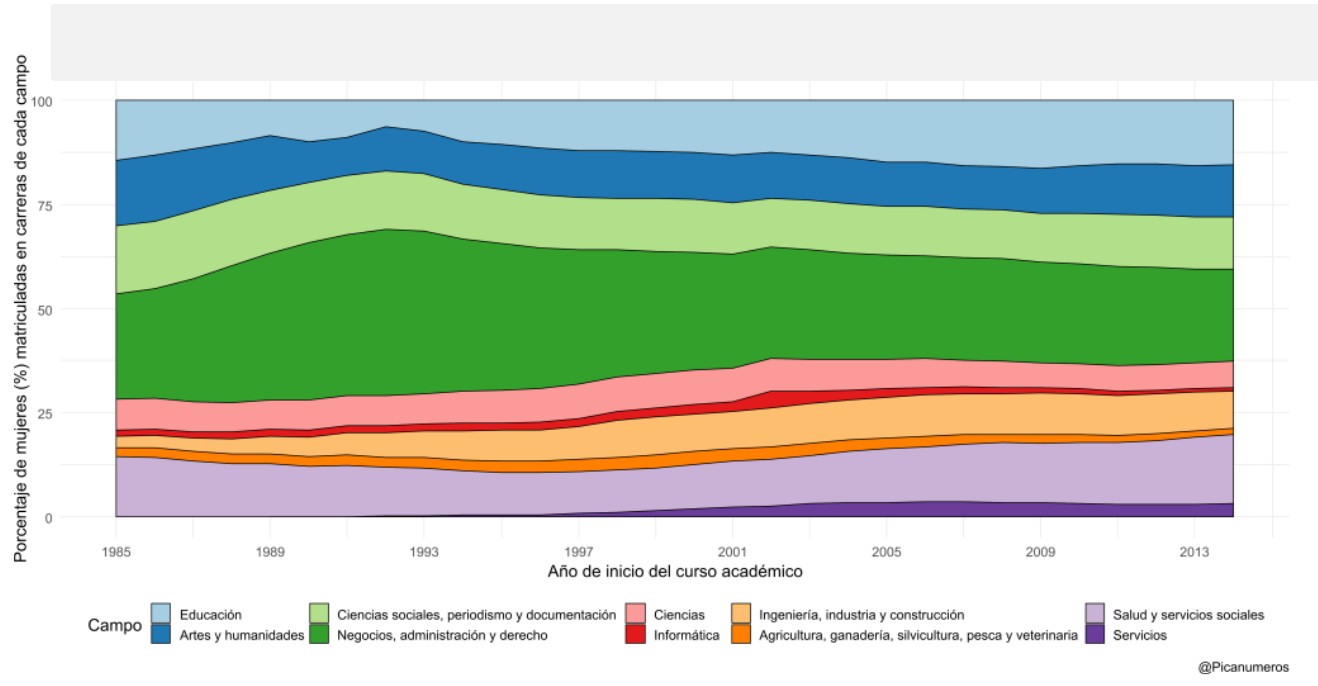 Porcentaje de mujeres (%) matriculadas en carreras de cada campo
100
75
50
25
0
1985 1989 1993 1997 2001 2005 2009 2013
Año de inicio del curso académico
Campo
Educación Ciencias sociales, periodismo y documentación Ciencias Ingeniería, industria y construcción Salud y servicios sociales
Artes y humanidades Negocios, administración y derecho Informática Agricultura, ganadería, silvicultura, pesca y veterinaria Servicios
@Picanumeros